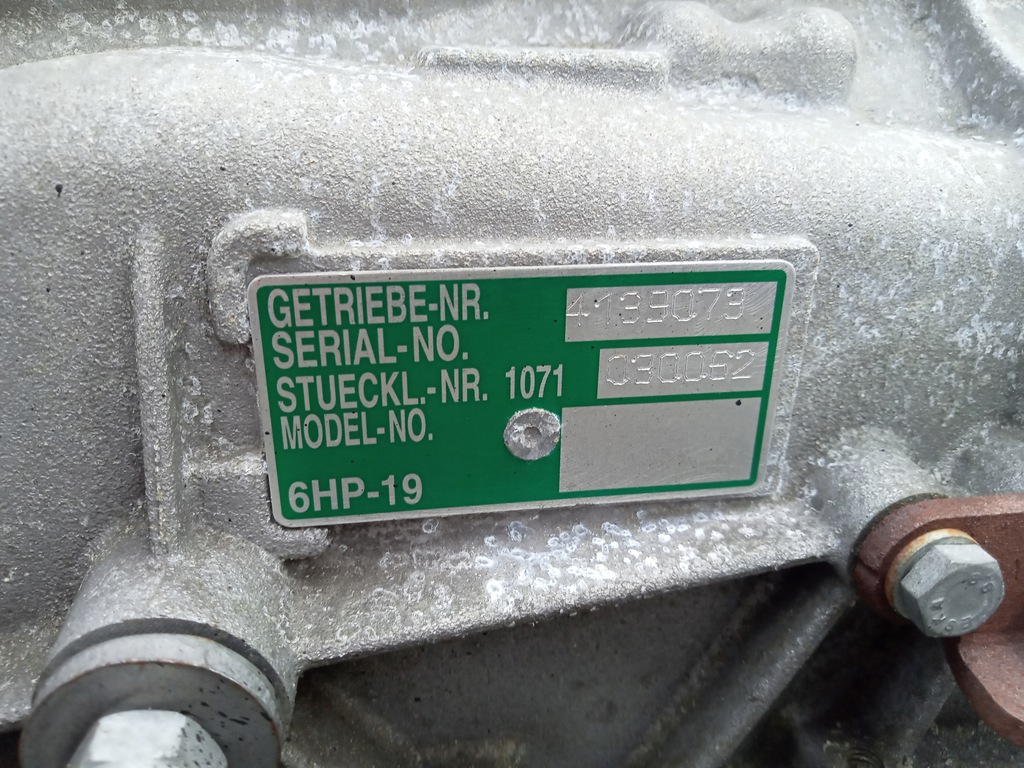 GETRIEBE-NR. 4139073
SERIAL-NO.
STUECKL.-NR. 1071 030062
MODEL-NO.
6HP-19